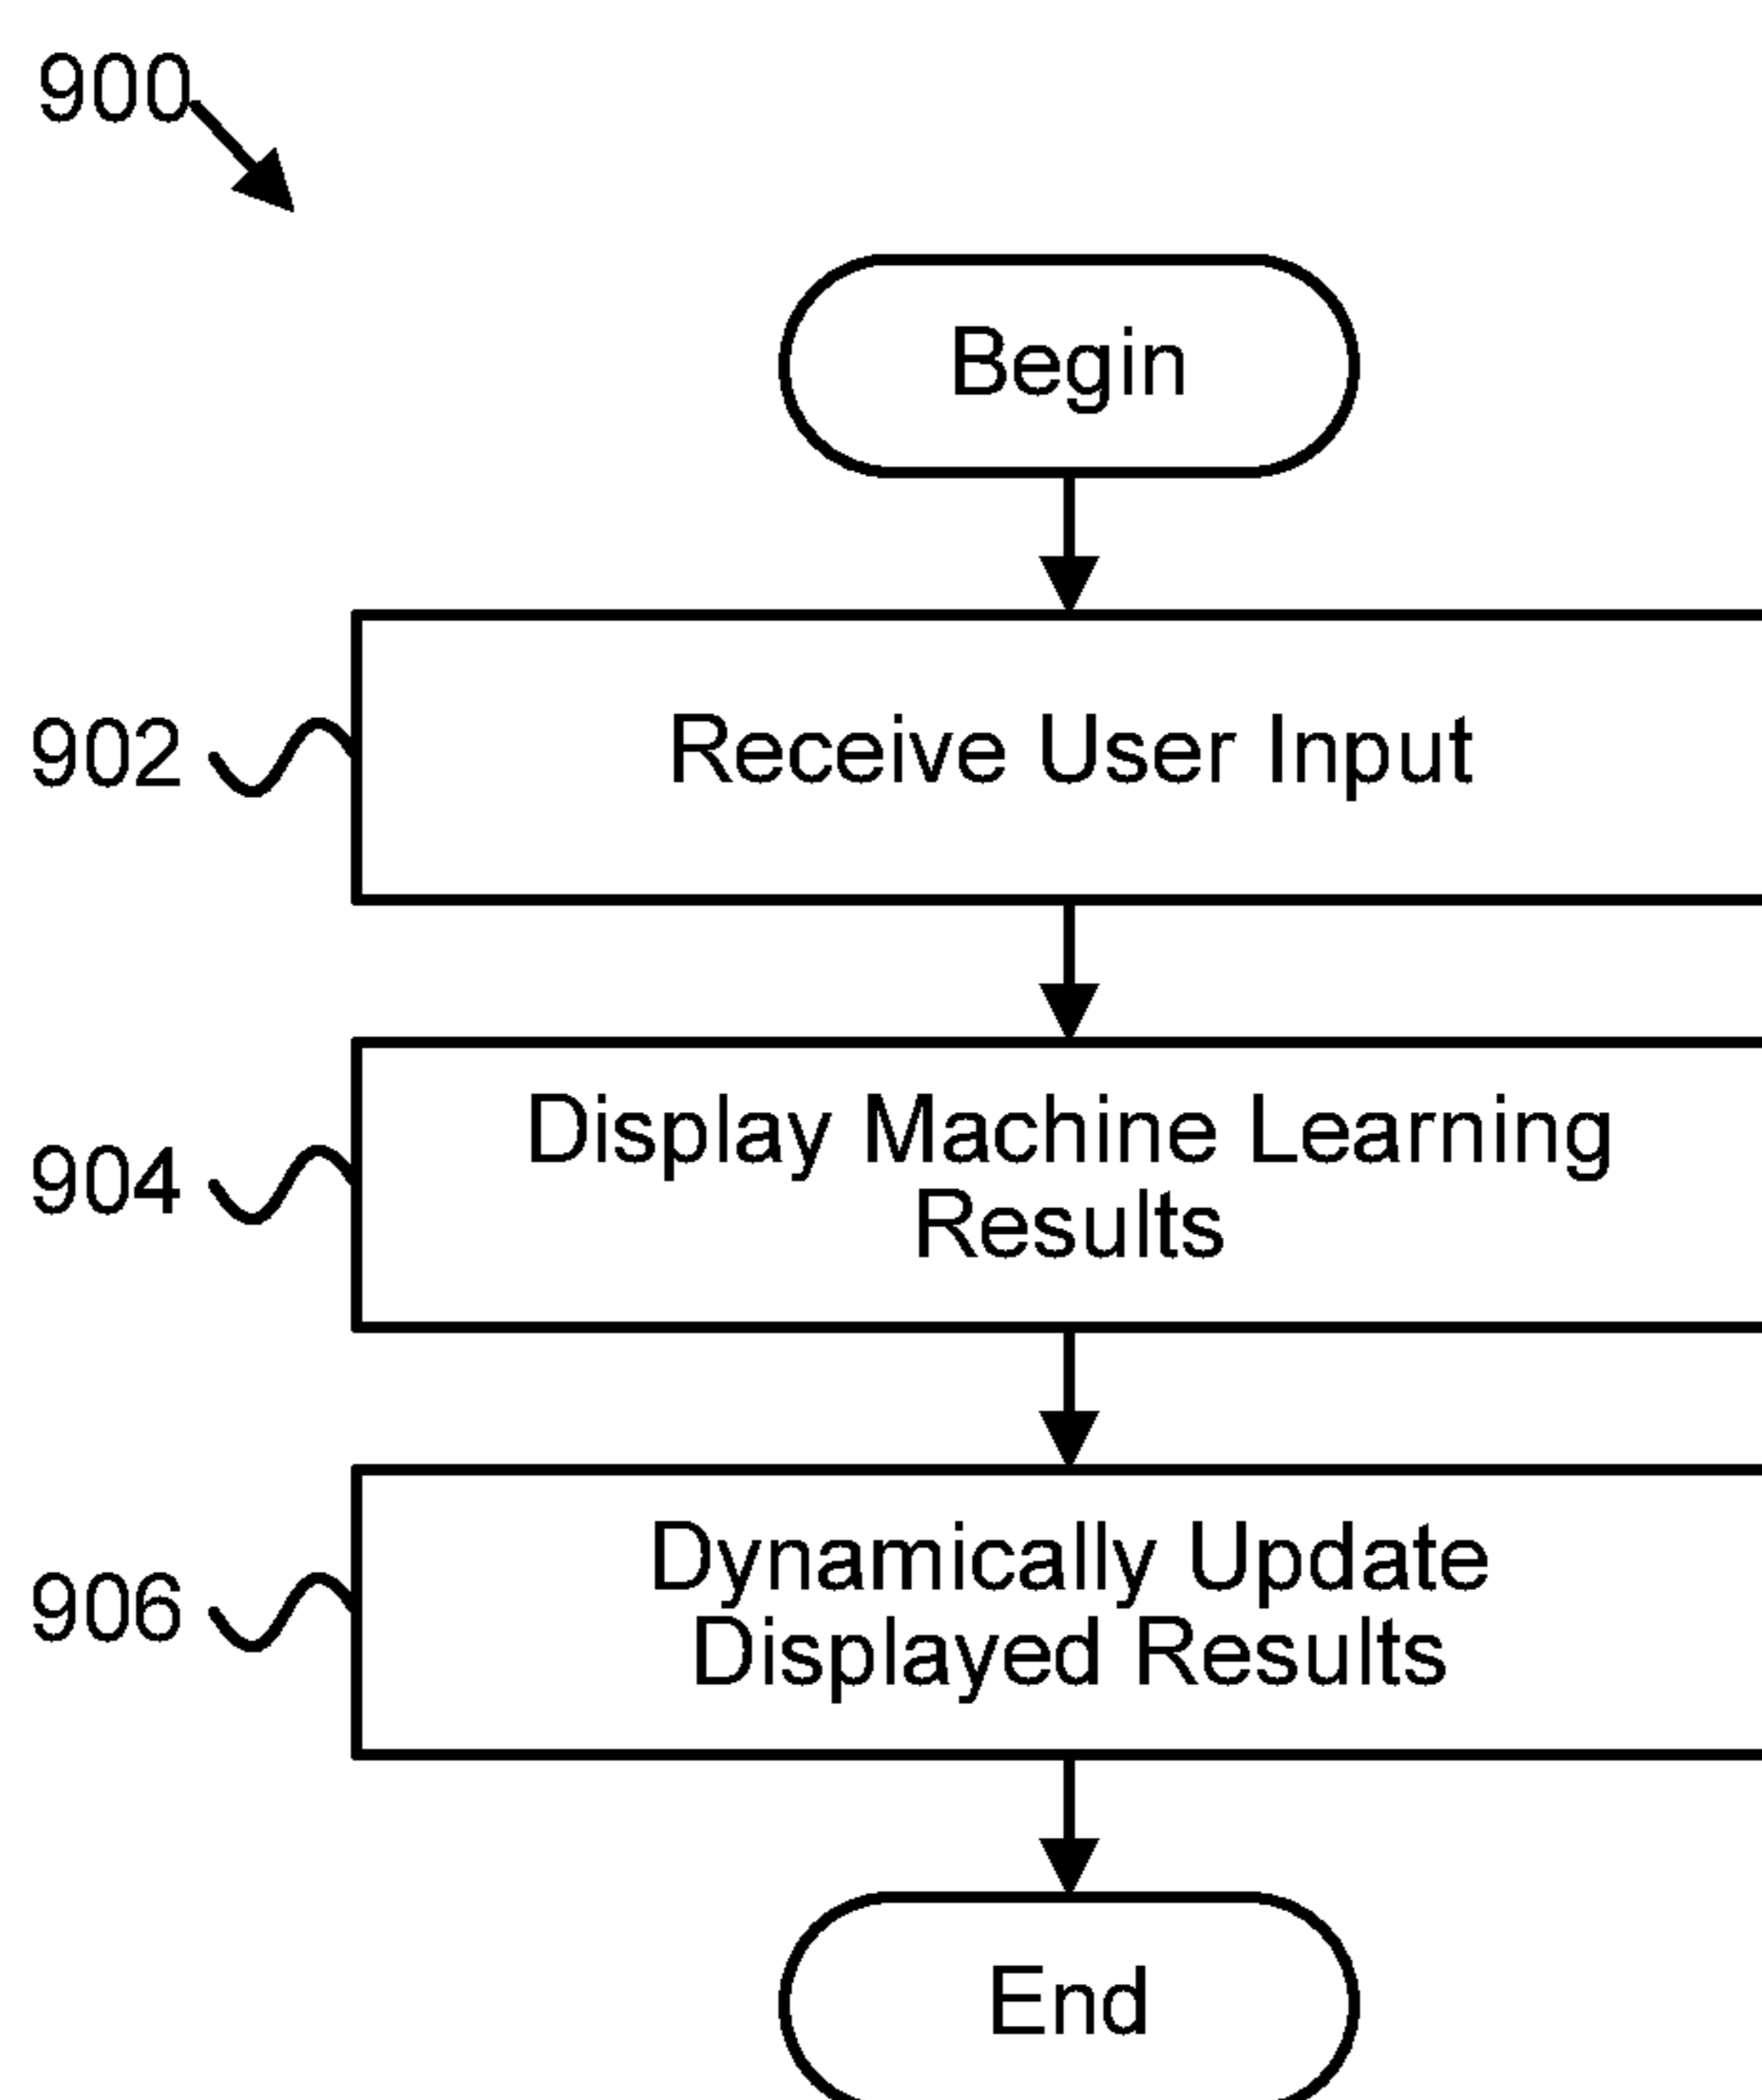 900
Begin
902
Receive User Input
904
Display Machine Learning
Results
906
Dynamically Update
Displayed Results
End